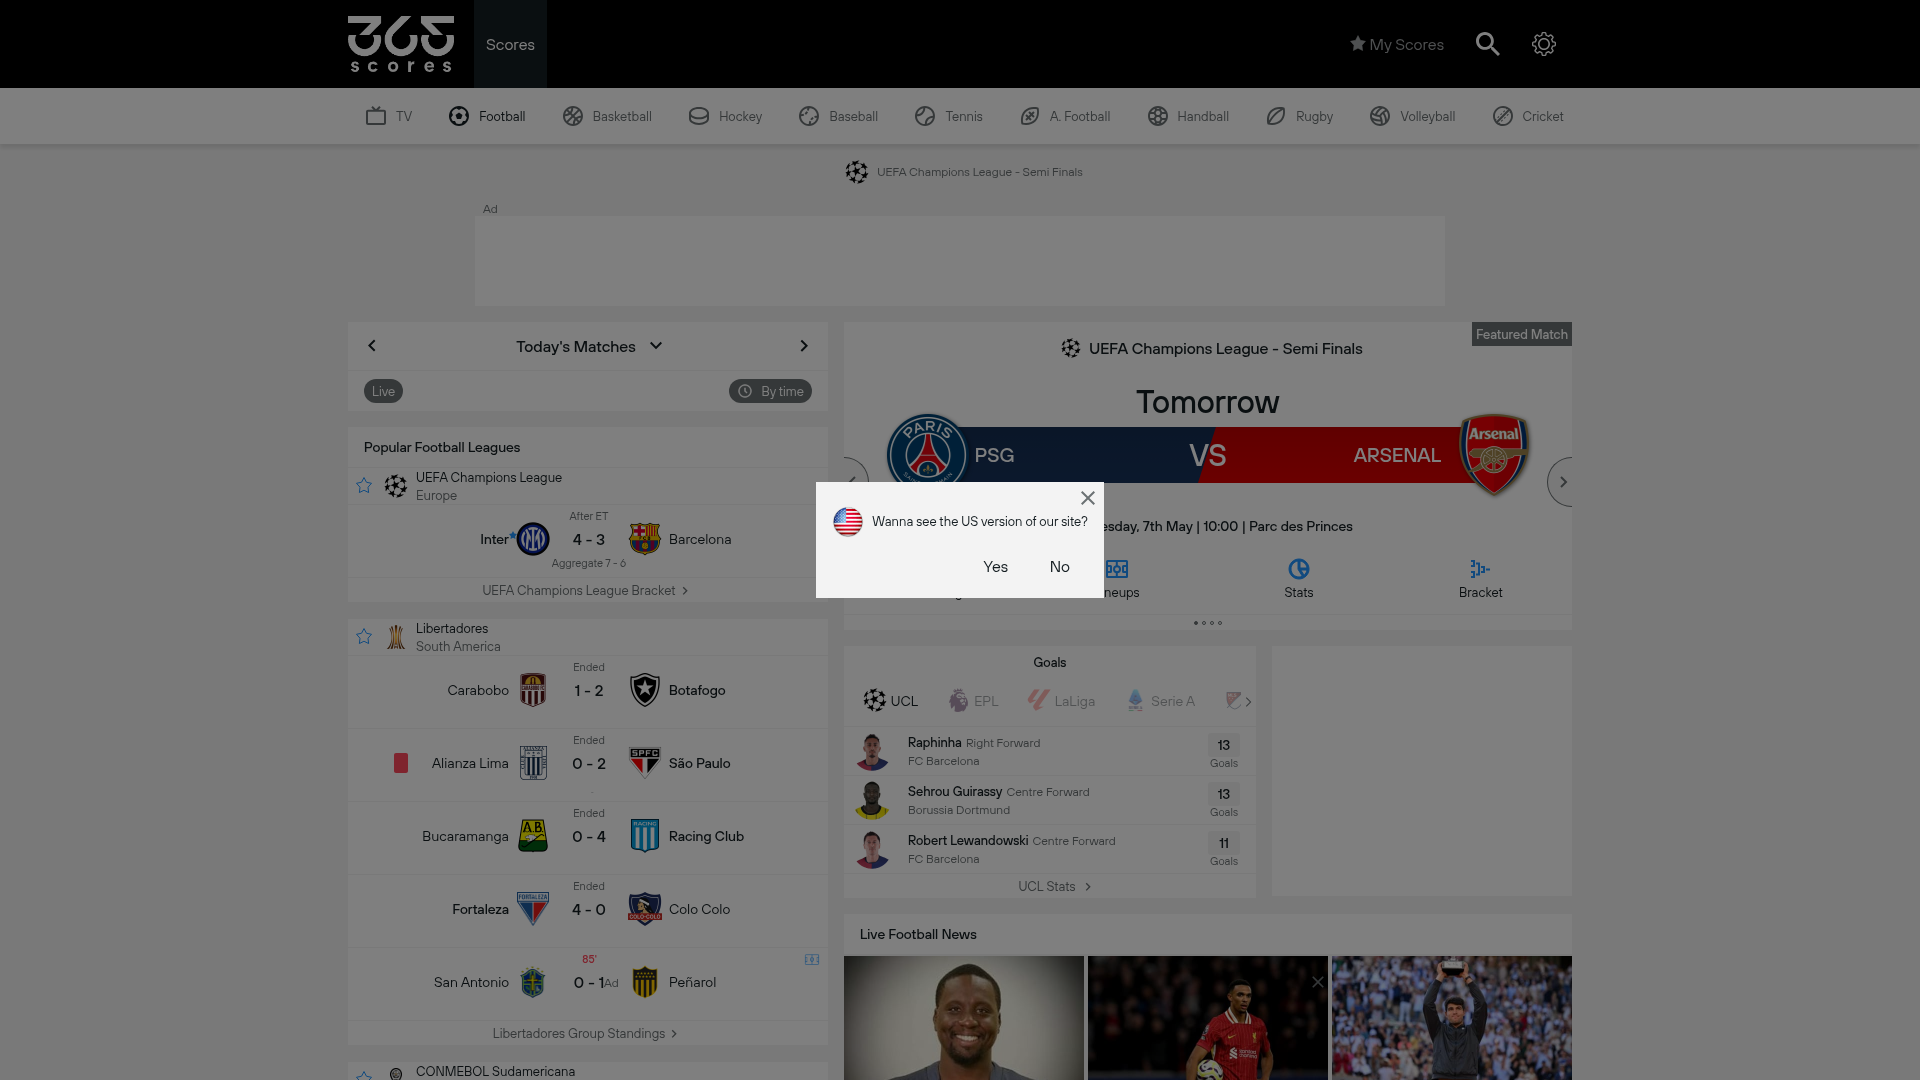 365
scores
Scores
My Scores
TV
Football
Basketball
Hockey
Baseball
Tennis
A. Football
Handball
Rugby
Volleyball
Cricket
UEFA Champions League - Semi Finals
Ad
Today's Matches
Live
By time
Popular Football Leagues
UEFA Champions League
Europe
After ET
Inter
4 - 3
Barcelona
Aggregate 7 - 6
UEFA Champions League Bracket
Libertadores
South America
Ended
Carabobo
1 - 2
Botafogo
Ended
Alianza Lima
0 - 2
São Paulo
Ended
Bucaramanga
0 - 4
Racing Club
Ended
Fortaleza
4 - 0
Colo Colo
85'
San Antonio
0 - 1
Ad
Peñarol
Libertadores Group Standings
CONMEBOL Sudamericana
Featured Match
UEFA Champions League - Semi Finals
Tomorrow
PARIS
PSG
VS
ARSENAL
Arsenal
esday, 7th May | 10:00 | Parc des Princes
neups
Stats
Bracket
Wanna see the US version of our site?
Yes
No
Goals
UCL
EPL
LaLiga
Serie A
Raphinha Right Forward
FC Barcelona
13
Goals
Sehrou Guirassy Centre Forward
Borussia Dortmund
13
Goals
Robert Lewandowski Centre Forward
FC Barcelona
11
Goals
UCL Stats
Live Football News